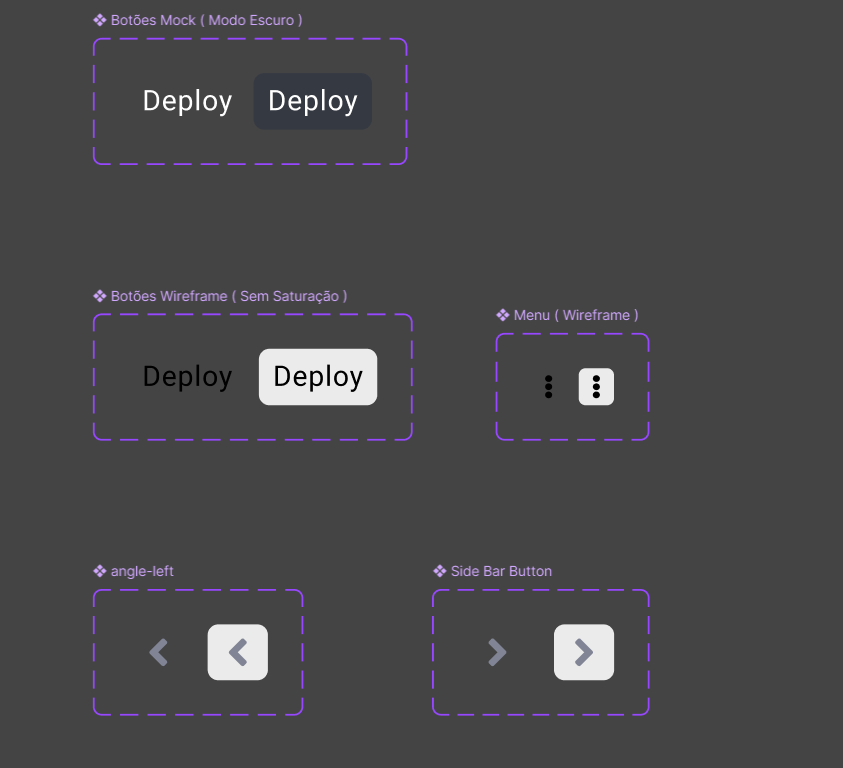 Botões Mock ( Modo Escuro )
Deploy Deploy
Botões Wireframe ( Sem Saturação )
Menu ( Wireframe )
Deploy Deploy
angle-left
Side Bar Button